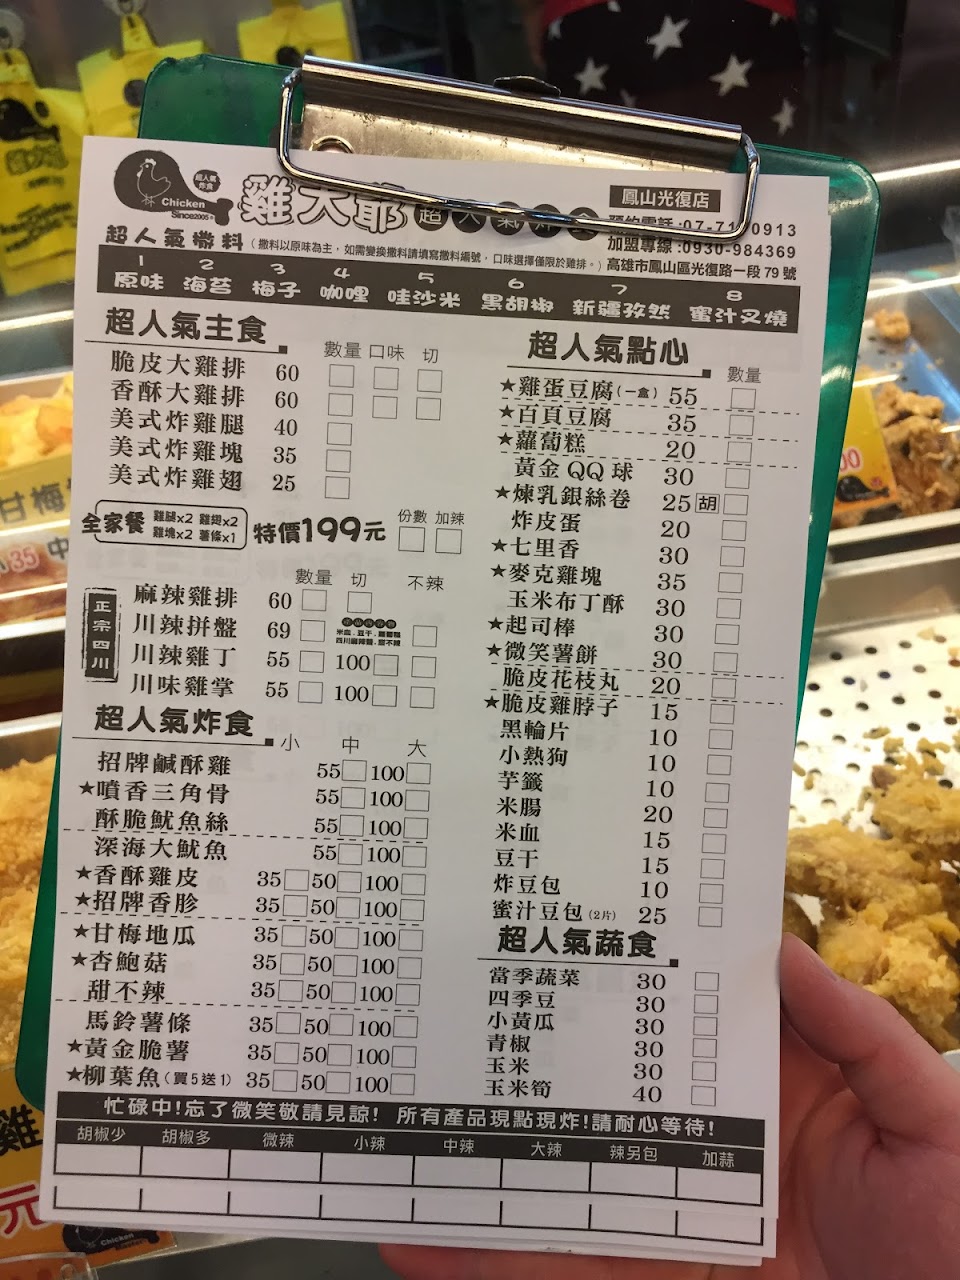 Chicken
Since2005
超人氣
炸食
雞大爺
超人氣炸食
鳳山光復店
預約電話:07-7 0913
加盟專線:0930-984369
高雄市鳳山區光復路一段79號
超人氣撒料(撒料以原味為主，如需變換撒料請填寫撒料編號，口味選擇僅限於雞排。)
1 2 3 4 5 6 7 8
原味 海苔 梅子 咖哩 哇沙米 黑胡椒 新疆孜然 蜜汁叉燒
超人氣主食
數量 口味 切
脆皮大雞排 60
香酥大雞排 60
美式炸雞腿 40
美式炸雞塊 35
美式炸雞翅 25
全家餐
雞腿x2 雞翅x2
雞塊x2 薯條x1
特價199元
份數 加辣
正宗四川
數量 切 不辣
麻辣雞排 60
川辣拼盤 69
川辣雞丁 55 100
川味雞掌 55 100
超人氣炸食
小 中 大
招牌鹹酥雞 55 100
★噴香三角骨 55 100
酥脆魷魚絲 55 100
深海大魷魚 55 100
★香酥雞皮 35 50 100
★招牌香胗 35 50 100
★甘梅地瓜 35 50 100
★杏鮑菇 35 50 100
甜不辣 35 50 100
馬鈴薯條 35 50 100
★黃金脆薯 35 50 100
★柳葉魚(買5送1) 35 50 100
超人氣點心
數量
★雞蛋豆腐(一盒) 55
★百頁豆腐 35
★蘿蔔糕 20
黃金QQ球 30
★煉乳銀絲卷 25 胡
炸皮蛋 20
★七里香 30
★麥克雞塊 35
玉米布丁酥 30
★起司棒 30
★微笑薯餅 30
脆皮花枝丸 20
★脆皮雞脖子 15
黑輪片 10
小熱狗 10
芋籤 10
米腸 20
米血 15
豆干 15
炸豆包 10
蜜汁豆包(2片) 25
超人氣蔬食
當季蔬菜 30
四季豆 30
小黃瓜 30
青椒 30
玉米 30
玉米筍 40
忙碌中!忘了微笑敬請見諒! 所有產品現點現炸!請耐心等待!
胡椒少 胡椒多 微辣 小辣 中辣 大辣 辣另包 加蒜
甘梅
35 中
雞
元
Chicken